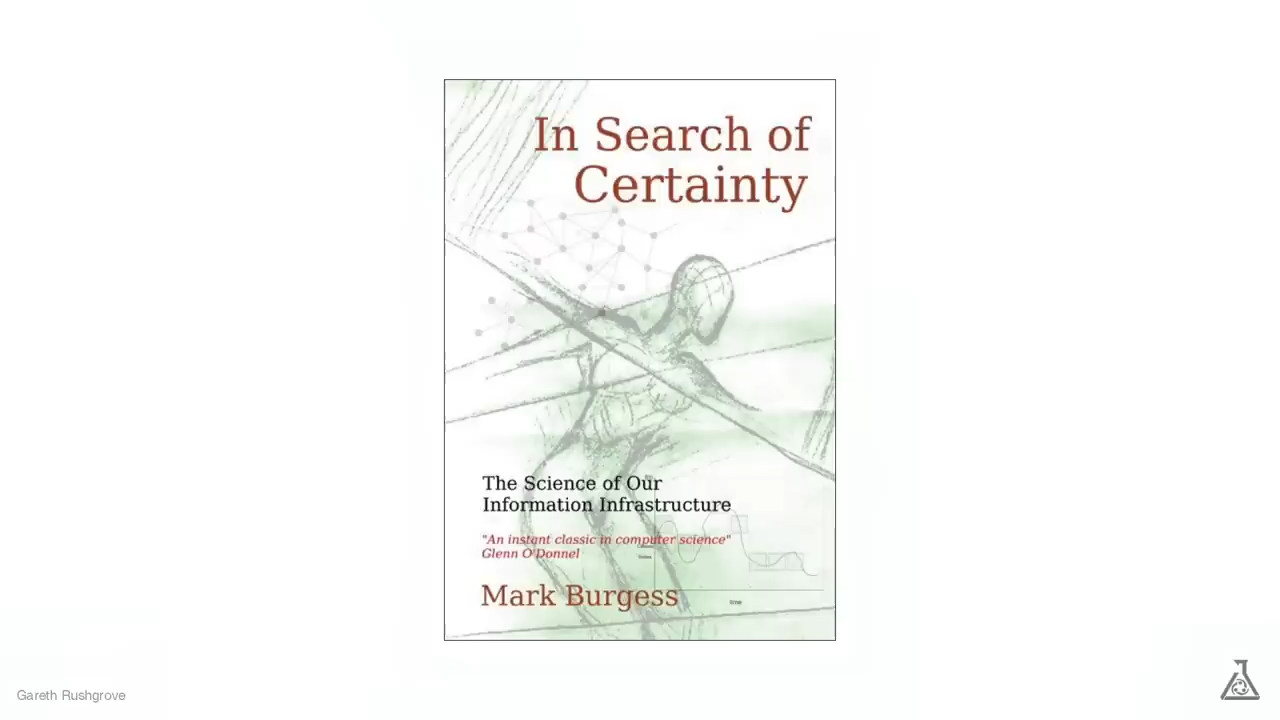 In Search of
Certainty
The Science of Our
Information Infrastructure
"An instant classic in computer science"
Glenn O'Donnel
Mark Burgess
time
Gareth Rushgrove